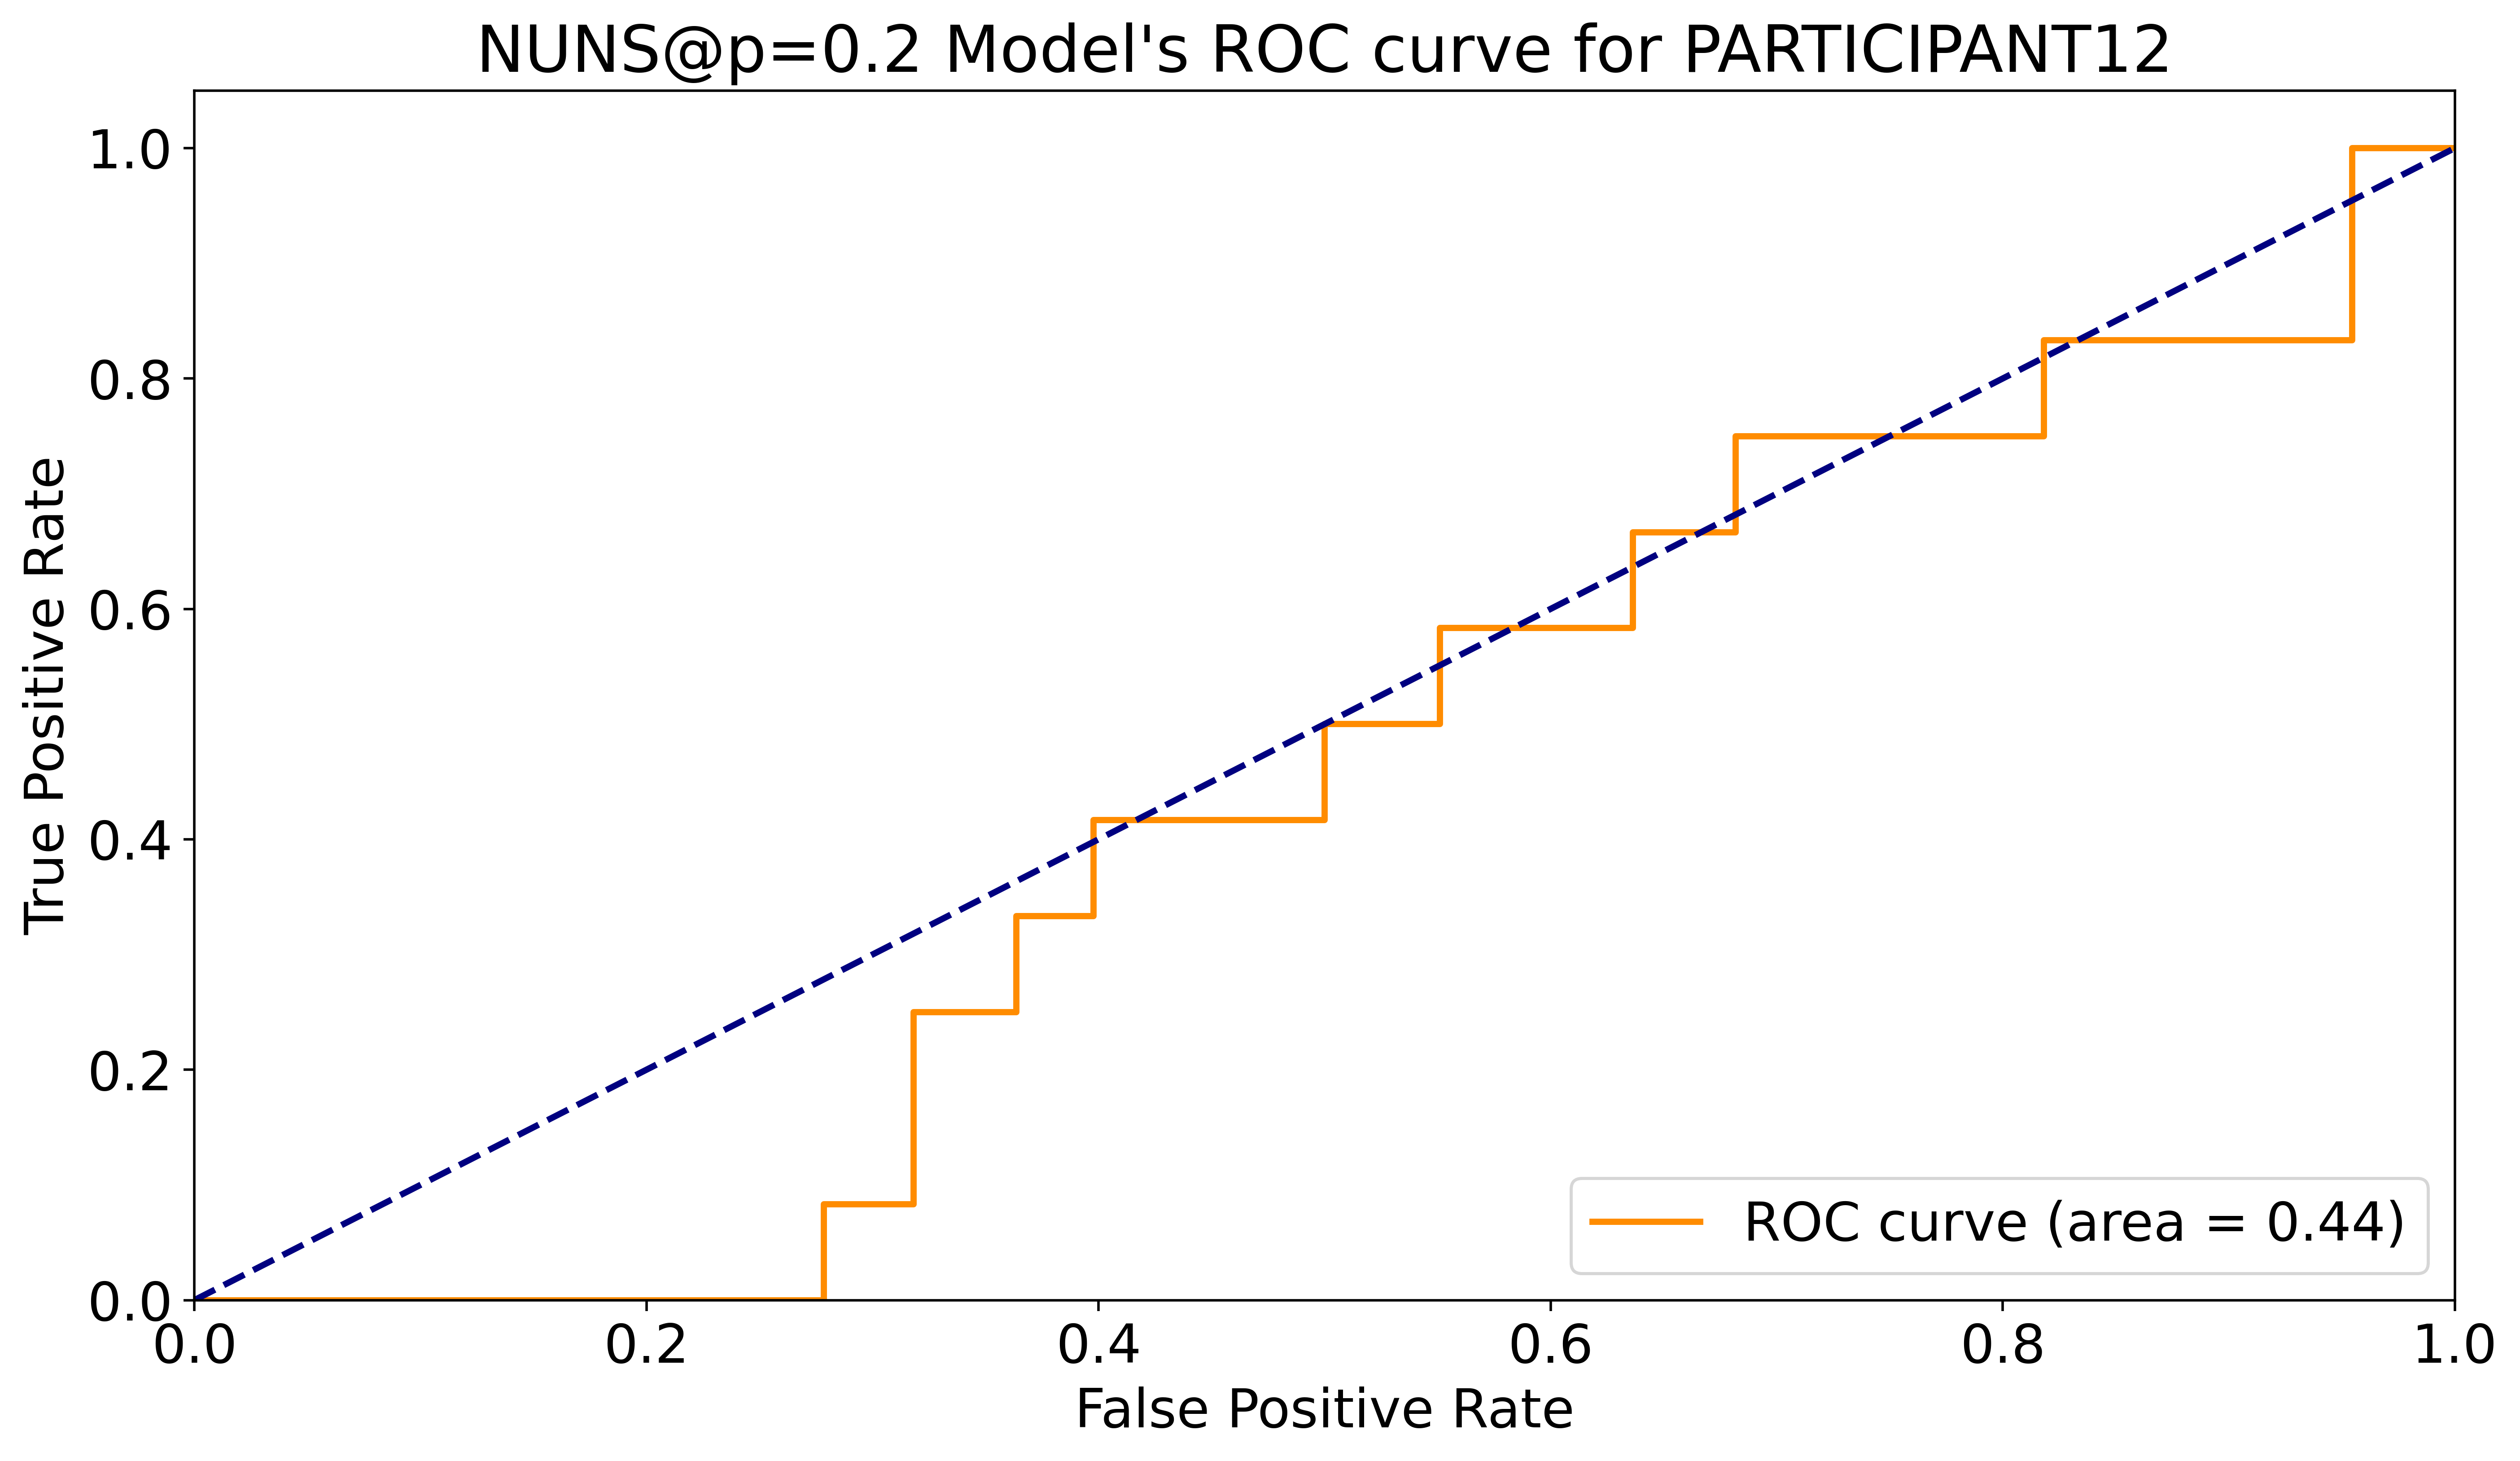 NUNS@p=0.2 Model's ROC curve for PARTICIPANT12
True Positive Rate
1.0
0.8
0.6
0.4
0.2
0.0
0.0 0.2 0.4 0.6 0.8 1.0
False Positive Rate
ROC curve (area = 0.44)